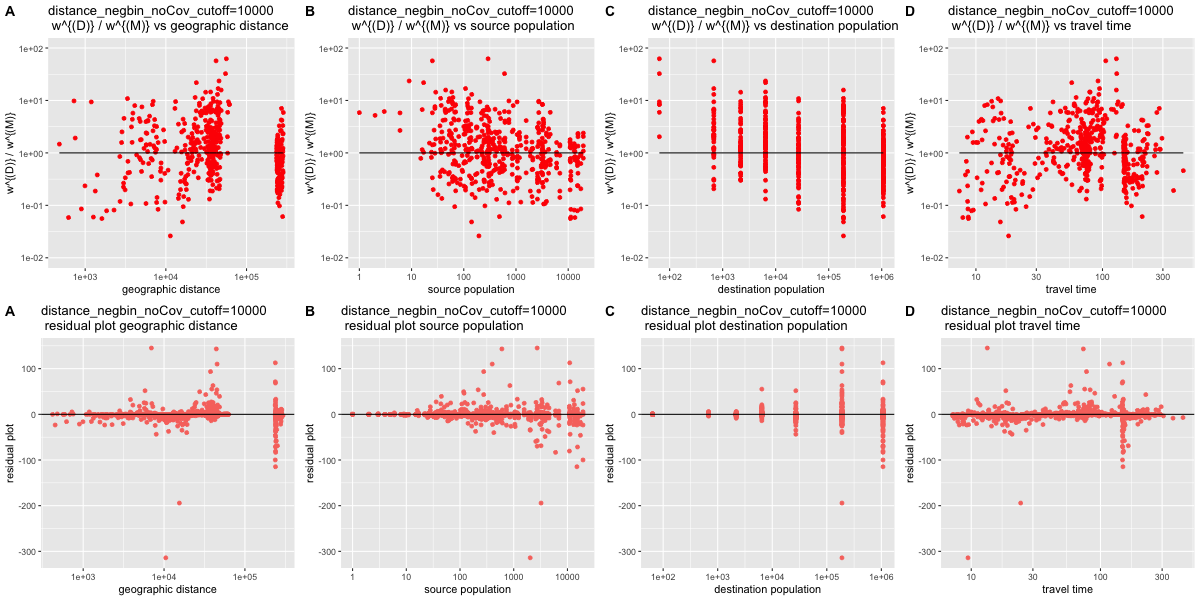 A
distance_negbin_noCov_cutoff=10000
w^{(D)} / w^{(M)} vs geographic distance
w^{(D)} / w^{(M)}
1e+02
1e+01
1e+00
1e-01
1e-02
1e+03
1e+04
1e+05
geographic distance
B
distance_negbin_noCov_cutoff=10000
w^{(D)} / w^{(M)} vs source population
w^{(D)} / w^{(M)}
1e+02
1e+01
1e+00
1e-01
1e-02
1
10
100
1000
10000
source population
C
distance_negbin_noCov_cutoff=10000
w^{(D)} / w^{(M)} vs destination population
w^{(D)} / w^{(M)}
1e+02
1e+01
1e+00
1e-01
1e-02
1e+02
1e+03
1e+04
1e+05
1e+06
destination population
D
distance_negbin_noCov_cutoff=10000
w^{(D)} / w^{(M)} vs travel time
w^{(D)} / w^{(M)}
1e+02
1e+01
1e+00
1e-01
1e-02
10
30
100
300
travel time
A
distance_negbin_noCov_cutoff=10000
residual plot geographic distance
residual plot
100
0
-100
-200
-300
1e+03
1e+04
1e+05
geographic distance
B
distance_negbin_noCov_cutoff=10000
residual plot source population
residual plot
100
0
-100
-200
-300
1
10
100
1000
10000
source population
C
distance_negbin_noCov_cutoff=10000
residual plot destination population
residual plot
100
0
-100
-200
-300
1e+02
1e+03
1e+04
1e+05
1e+06
destination population
D
distance_negbin_noCov_cutoff=10000
residual plot travel time
residual plot
100
0
-100
-200
-300
10
30
100
300
travel time